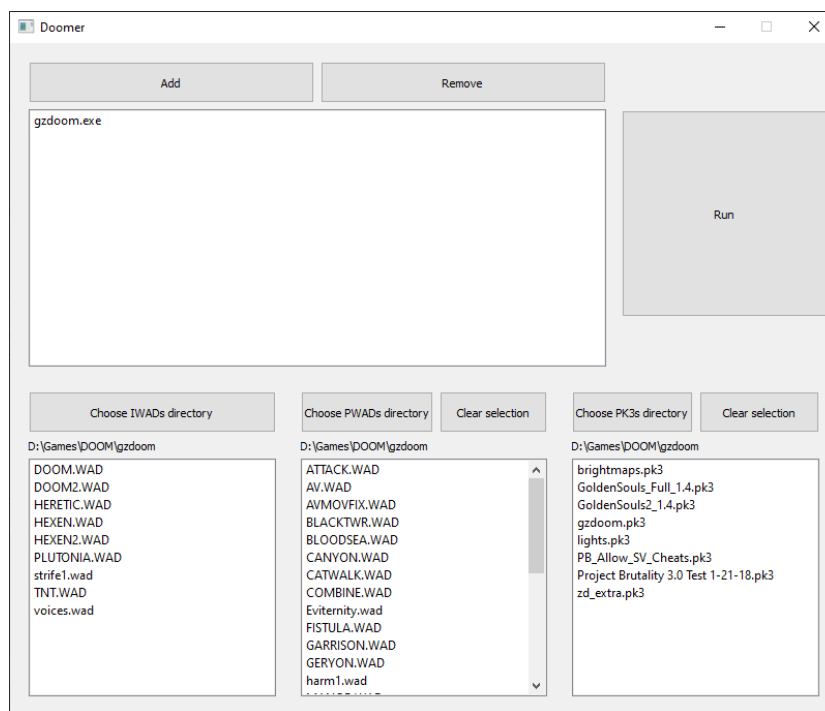 Doomer
Add
Remove
gzdoom.exe
Run
Choose IWADs directory
Choose PWADs directory
Clear selection
Choose PK3s directory
Clear selection
D:\Games\DOOM\gzdoom
D:\Games\DOOM\gzdoom
D:\Games\DOOM\gzdoom
DOOM.WAD
DOOM2.WAD
HERETIC.WAD
HEXEN.WAD
HEXEN2.WAD
PLUTONIA.WAD
strife1.wad
TNT.WAD
voices.wad
ATTACK.WAD
AV.WAD
AVMOVFIX.WAD
BLACKTWR.WAD
BLOODSEA.WAD
CANYON.WAD
CATWALK.WAD
COMBINE.WAD
Eviternity.wad
FISTULA.WAD
GARRISON.WAD
GERYON.WAD
harm1.wad
brightmaps.pk3
GoldenSouls_Full_1.4.pk3
GoldenSouls2_1.4.pk3
gzdoom.pk3
lights.pk3
PB_Allow_SV_Cheats.pk3
Project Brutality 3.0 Test 1-21-18.pk3
zd_extra.pk3